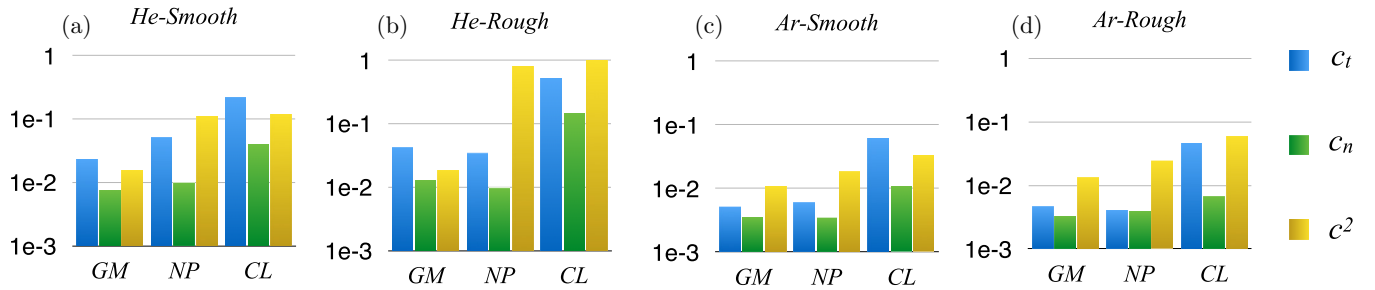 (a) He-Smooth
1
1e-1
1e-2
1e-3
GM NP CL
(b) He-Rough
1
1e-1
1e-2
1e-3
GM NP CL
(c) Ar-Smooth
1
1e-1
1e-2
1e-3
GM NP CL
(d) Ar-Rough
1
1e-1
1e-2
1e-3
GM NP CL
c_t
c_n
c²